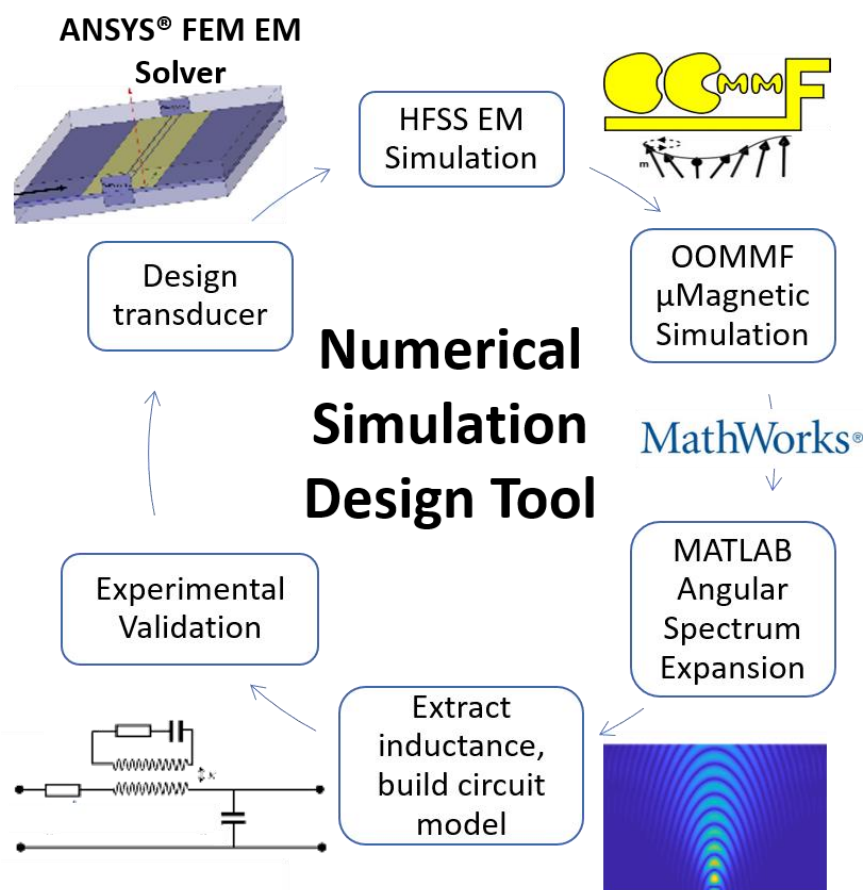 ANSYS® FEM EM
Solver
HFSS EM
Simulation
OOMMF
m
Design
transducer
OOMMF
µMagnetic
Simulation
Numerical
Simulation
Design Tool
MathWorks®
MATLAB
Angular
Spectrum
Expansion
Experimental
Validation
Extract
inductance,
build circuit
model
K